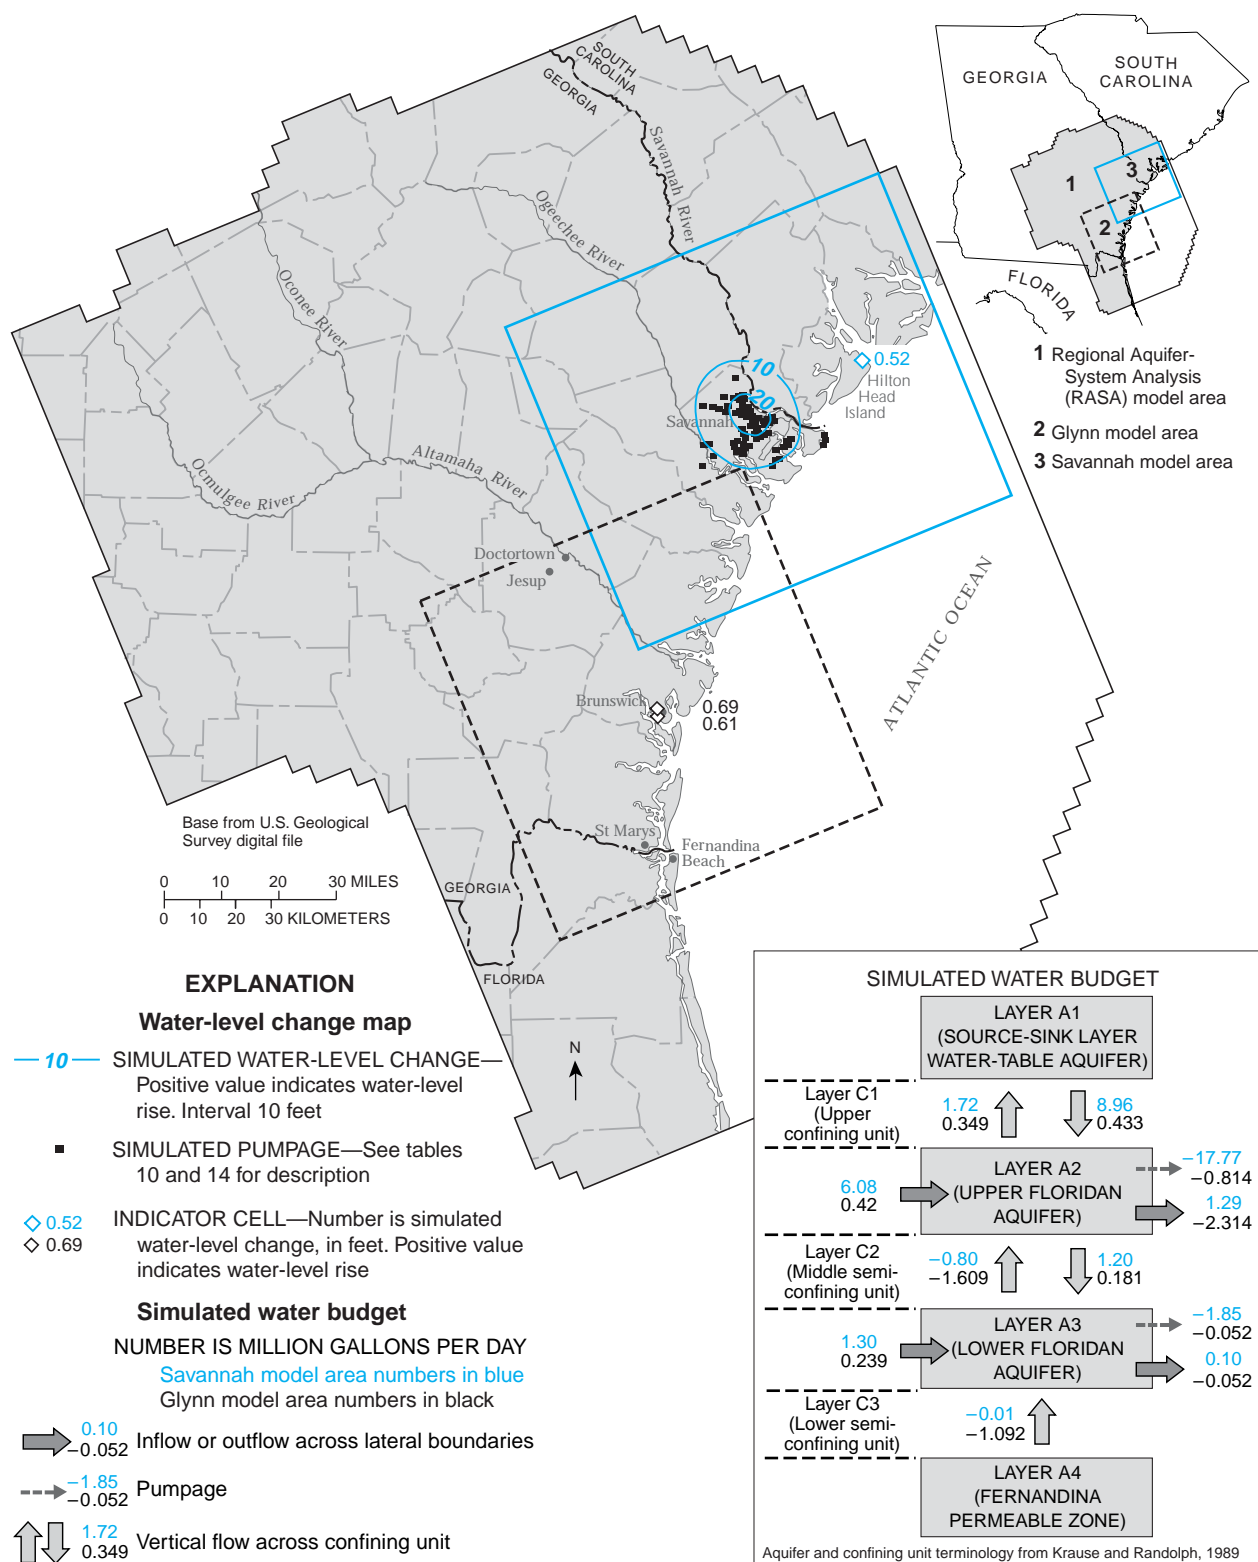 SOUTH
CAROLINA
GEORGIA
Savannah River
Ogeechee River
Oconee River
Ocmulgee River
Altamaha River
10
20
0.52
Hilton
Head
Island
Savannah
Doctortown
Jesup
Brunswick
0.69
0.61
ATLANTIC OCEAN
St Marys
Fernandina
Beach
GEORGIA
FLORIDA
N
Base from U.S. Geological
Survey digital file
0 10 20 30 MILES
0 10 20 30 KILOMETERS
GEORGIA
SOUTH
CAROLINA
FLORIDA
1
2
3
1 Regional Aquifer-
System Analysis
(RASA) model area
2 Glynn model area
3 Savannah model area
EXPLANATION
Water-level change map
10 SIMULATED WATER-LEVEL CHANGE—
Positive value indicates water-level
rise. Interval 10 feet
SIMULATED PUMPAGE—See tables
10 and 14 for description
0.52 INDICATOR CELL—Number is simulated
0.69 water-level change, in feet. Positive value
indicates water-level rise
Simulated water budget
NUMBER IS MILLION GALLONS PER DAY
Savannah model area numbers in blue
Glynn model area numbers in black
0.10
−0.052
Inflow or outflow across lateral boundaries
−1.85
−0.052
Pumpage
1.72
0.349
Vertical flow across confining unit
SIMULATED WATER BUDGET
LAYER A1
(SOURCE-SINK LAYER
WATER-TABLE AQUIFER)
Layer C1
(Upper
confining unit)
1.72
0.349
8.96
0.433
6.08
0.42
LAYER A2
(UPPER FLORIDAN
AQUIFER)
−17.77
−0.814
1.29
−2.314
Layer C2
(Middle semi-
confining unit)
−0.80
−1.609
1.20
0.181
1.30
0.239
LAYER A3
(LOWER FLORIDAN
AQUIFER)
−1.85
−0.052
0.10
−0.052
Layer C3
(Lower semi-
confining unit)
−0.01
−1.092
LAYER A4
(FERNANDINA
PERMEABLE ZONE)
Aquifer and confining unit terminology from Krause and Randolph, 1989